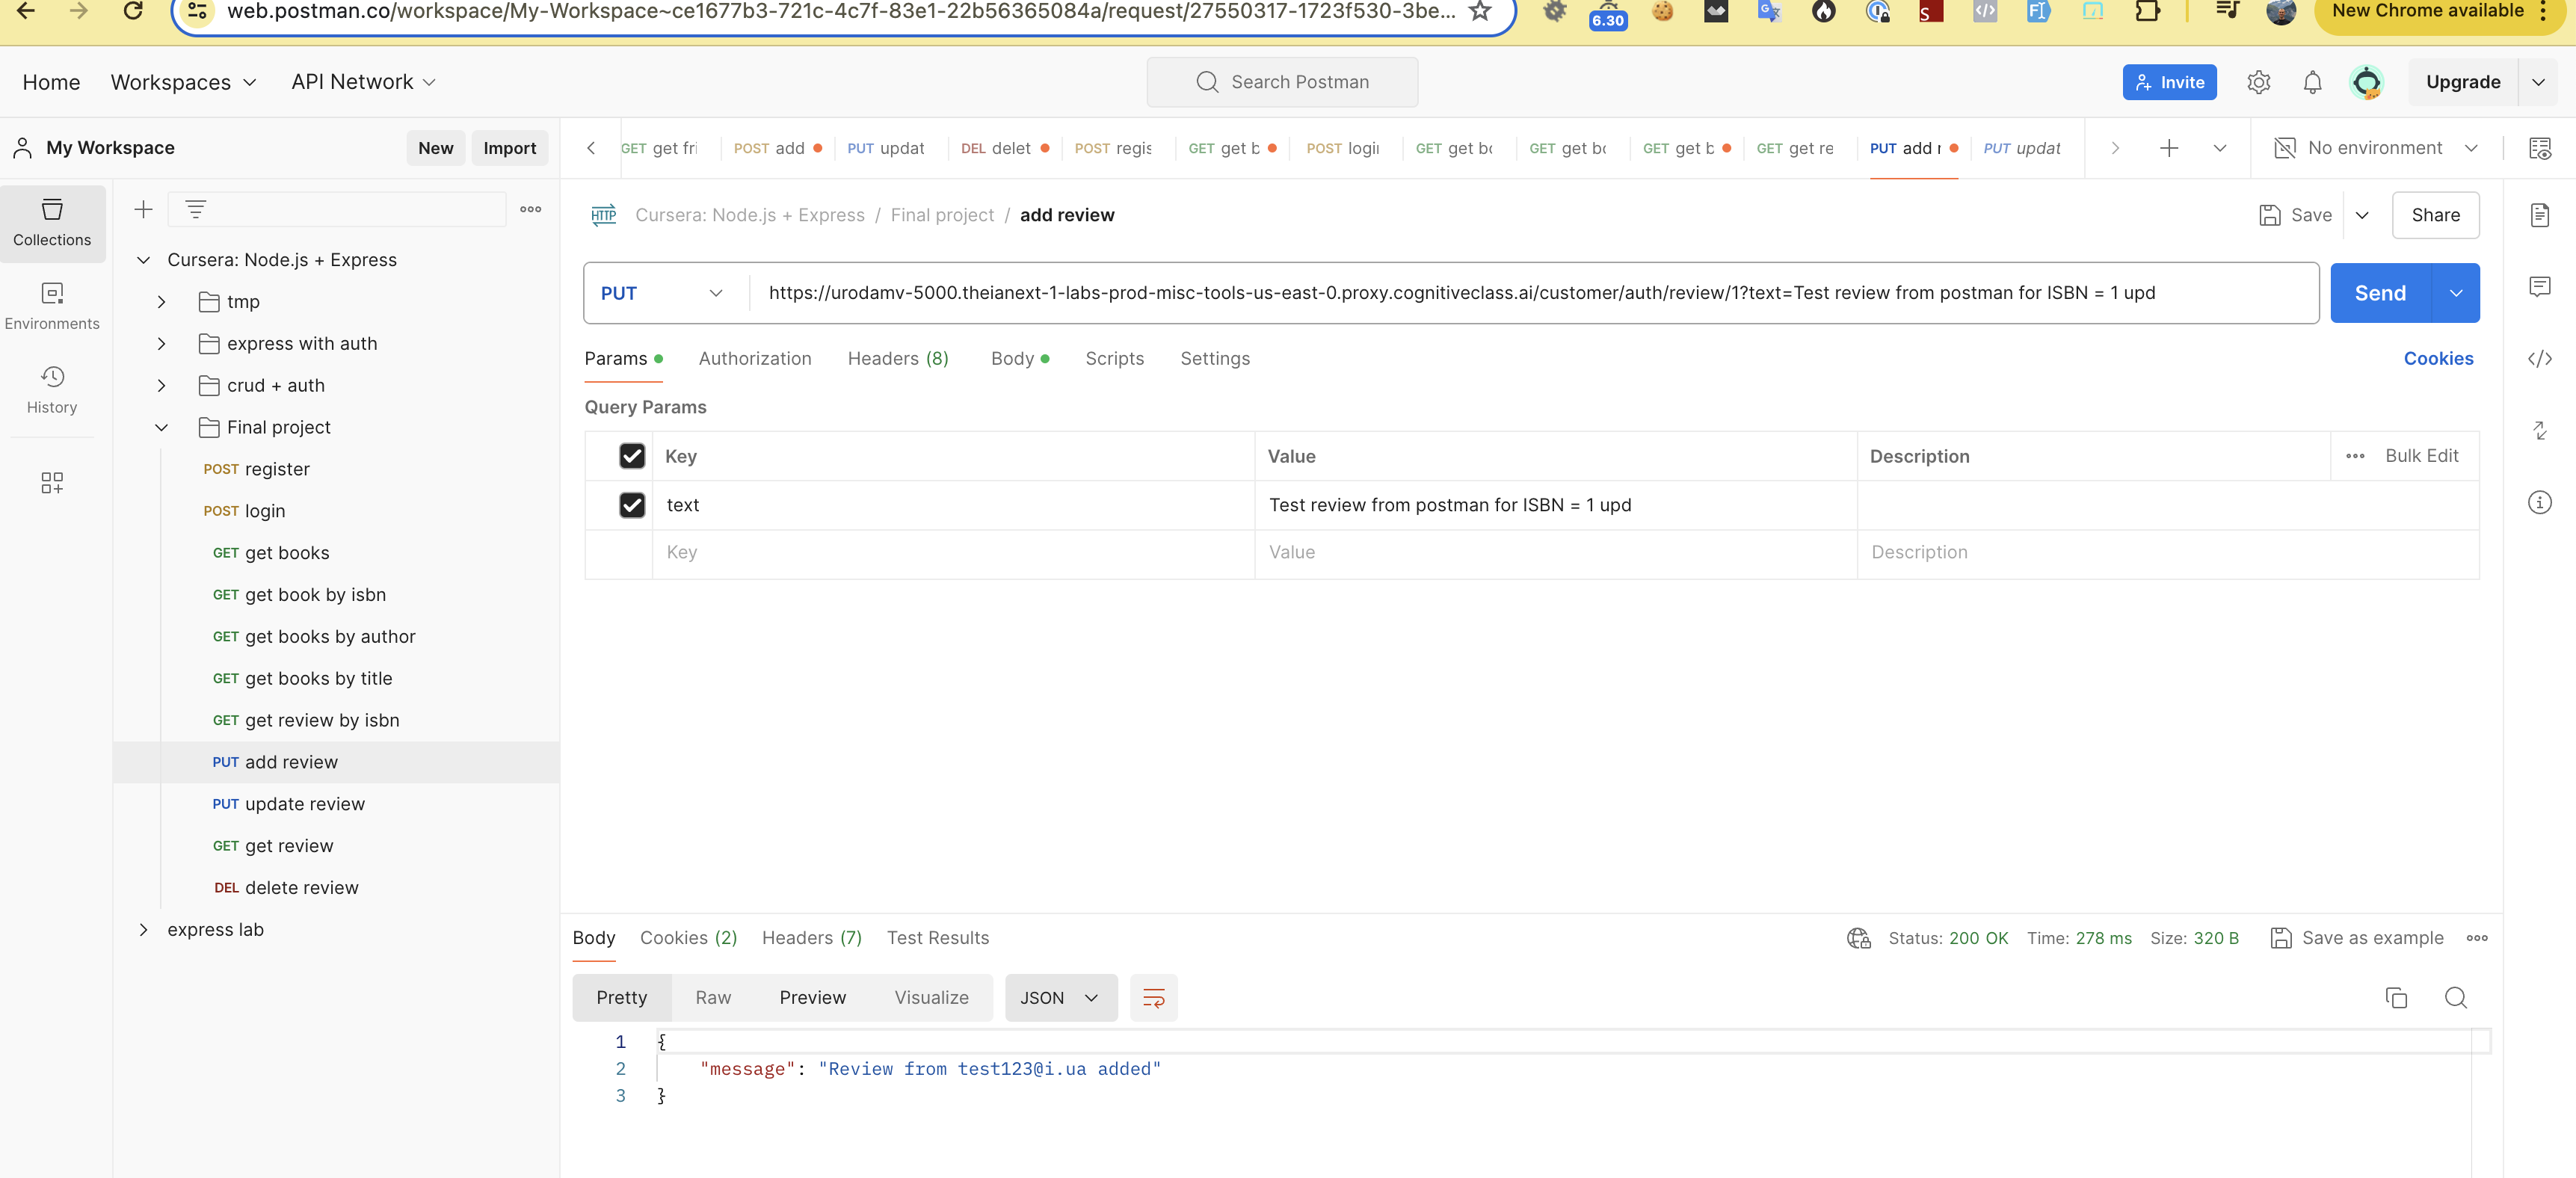 web.postman.co/workspace/My-Workspace~ce1677b3-721c-4c7f-83e1-22b56365084a/request/27550317-1723f530-3be...
6.30
New Chrome available
Home
Workspaces
API Network
Search Postman
Invite
Upgrade
My Workspace
New
Import
GET get fri
POST add
PUT updat
DEL delet
POST regis
GET get b
POST logi
GET get bo
GET get bo
GET get b
GET get re
PUT add r
PUT updat
No environment
Collections
Environments
History
Cursera: Node.js + Express
tmp
express with auth
crud + auth
Final project
POST register
POST login
GET get books
GET get book by isbn
GET get books by author
GET get books by title
GET get review by isbn
PUT add review
PUT update review
GET get review
DEL delete review
express lab
HTTP
Cursera: Node.js + Express / Final project / add review
Save
Share
PUT
https://urodamv-5000.theianext-1-labs-prod-misc-tools-us-east-0.proxy.cognitiveclass.ai/customer/auth/review/1?text=Test review from postman for ISBN = 1 upd
Send
Params
Authorization
Headers (8)
Body
Scripts
Settings
Cookies
Query Params
Key
Value
Description
Bulk Edit
text
Test review from postman for ISBN = 1 upd
Key
Value
Description
Body
Cookies (2)
Headers (7)
Test Results
Status: 200 OK
Time: 278 ms
Size: 320 B
Save as example
Pretty
Raw
Preview
Visualize
JSON
1 {
2 "message": "Review from test123@i.ua added"
3 }